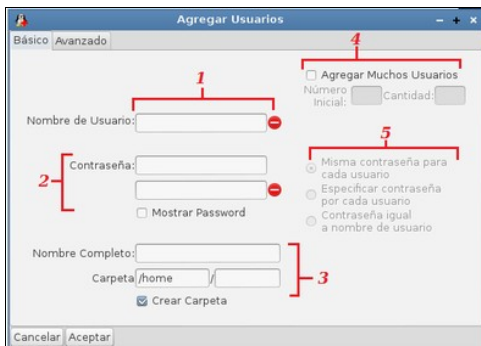 Agregar Usuarios
Básico Avanzado
4
Agregar Muchos Usuarios
Número Inicial: Cantidad:
1
Nombre de Usuario:
5
Misma contraseña para
cada usuario
2
Contraseña:
Especificar contraseña
por cada usuario
Mostrar Password
Contraseña igual
a nombre de usuario
Nombre Completo:
3
Carpeta /home /
Crear Carpeta
Cancelar Aceptar